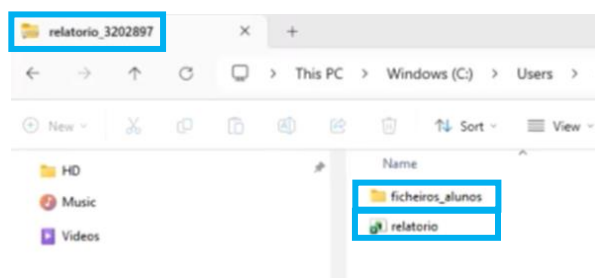 relatorio_3202897
This PC > Windows (C:) > Users >
New Sort View
HD
Music
Videos
Name
ficheiros_alunos
relatorio